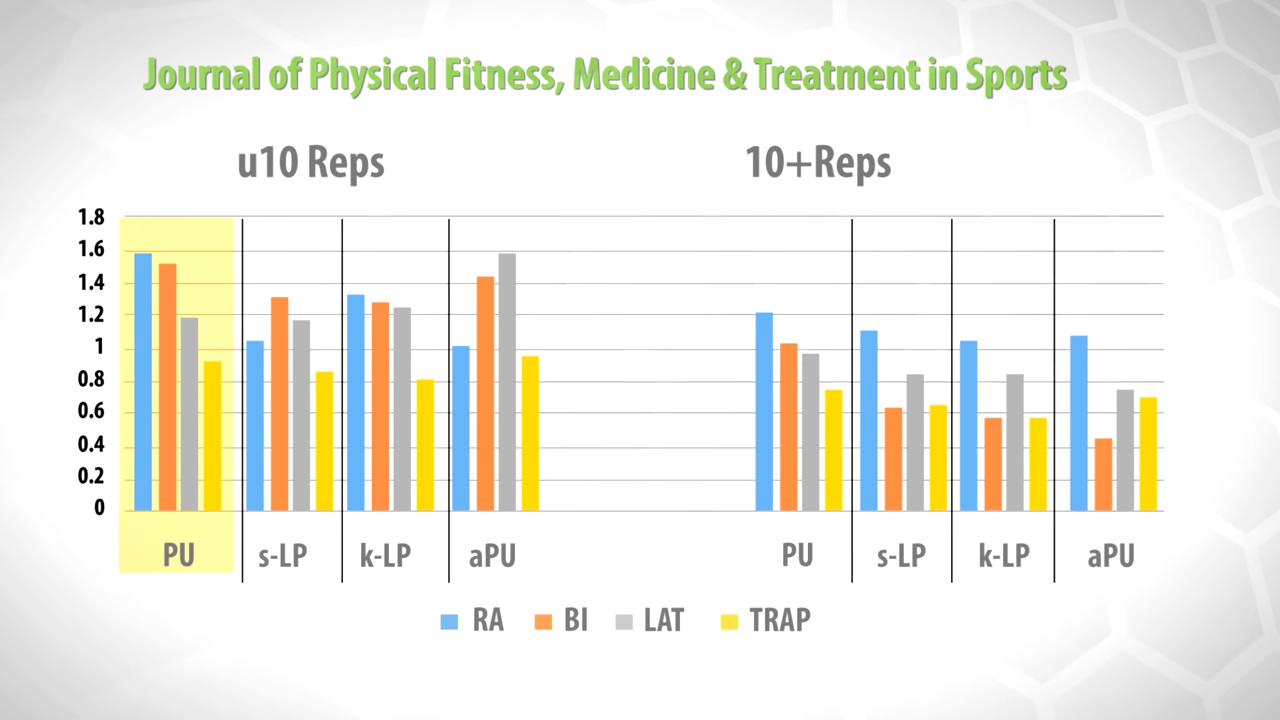 Journal of Physical Fitness, Medicine & Treatment in Sports
u10 Reps
10+Reps
1.8
1.6
1.4
1.2
1
0.8
0.6
0.4
0.2
0
PU s-LP k-LP aPU PU s-LP k-LP aPU
RA BI LAT TRAP